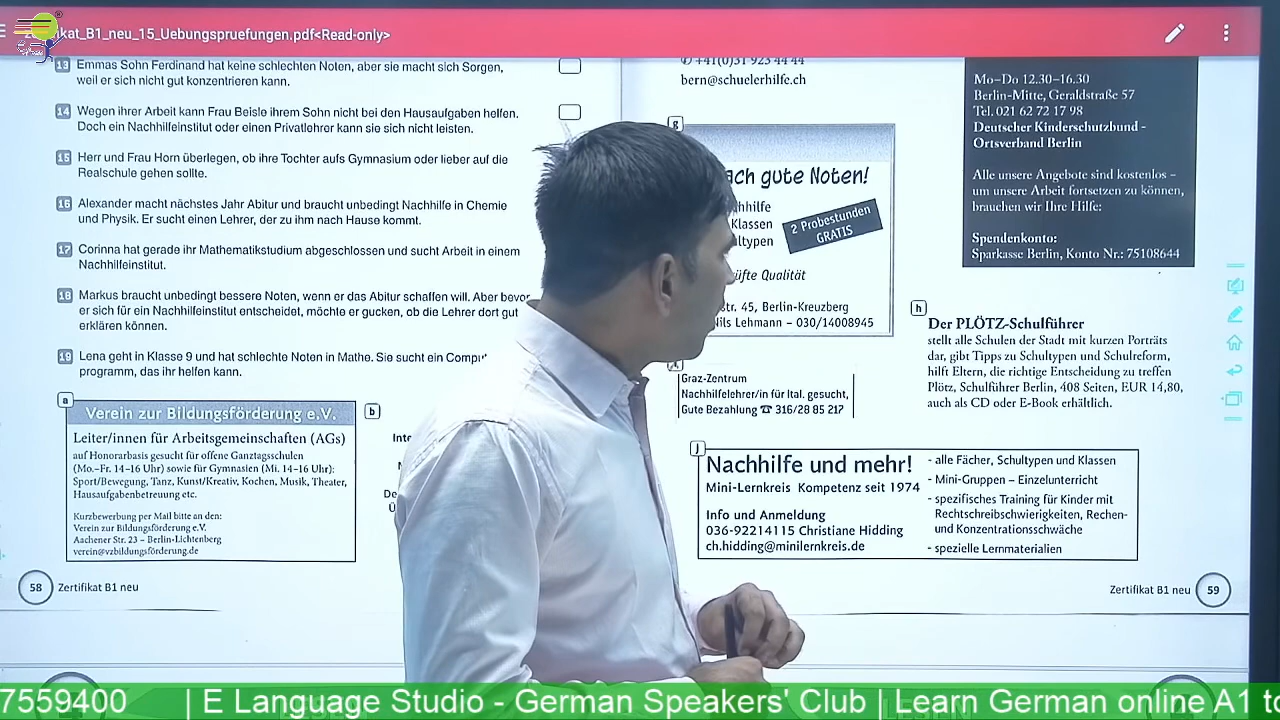 kat_B1_neu_15_Uebungspruefungen.pdf<Read-only>
13 Emmas Sohn Ferdinand hat keine schlechten Noten, aber sie macht sich Sorgen,
weil er sich nicht gut konzentrieren kann.
14 Wegen ihrer Arbeit kann Frau Beisle ihrem Sohn nicht bei den Hausaufgaben helfen.
Doch ein Nachhilfeinstitut oder einen Privatlehrer kann sie sich nicht leisten.
15 Herr und Frau Horn überlegen, ob ihre Tochter aufs Gymnasium oder lieber auf die
Realschule gehen sollte.
16 Alexander macht nächstes Jahr Abitur und braucht unbedingt Nachhilfe in Chemie
und Physik. Er sucht einen Lehrer, der zu ihm nach Hause kommt.
17 Corinna hat gerade ihr Mathematikstudium abgeschlossen und sucht Arbeit in einem
Nachhilfeinstitut.
18 Markus braucht unbedingt bessere Noten, wenn er das Abitur schaffen will. Aber bevor
er sich für ein Nachhilfeinstitut entscheidet, möchte er gucken, ob die Lehrer dort gut
erklären können.
19 Lena geht in Klasse 9 und hat schlechte Noten in Mathe. Sie sucht ein
programm, das ihr helfen kann.
a
Verein zur Bildungsförderung e.V.
Leiter/innen für Arbeitsgemeinschaften (AGs)
auf Honorarbasis gesucht für offene Ganztagsschulen
(Mo.–Fr. 14–16 Uhr) sowie für Gymnasien (Mi. 14–16 Uhr):
Sport/Bewegung, Tanz, Kunst/Kreativ, Kochen, Musik, Theater,
Hausaufgabenbetreuung etc.
Kurzbewerbung per Mail bitte an den:
Verein zur Bildungsförderung e.V.
Aachener Str. 23 – Berlin-Lichtenberg
verein@vzbildungsförderung.de
b
58 Zertifikat B1 neu
✆ +41(0)31 923 44 44
bern@schuelerhilfe.ch
g
ach gute Noten!
hhilfe
Klassen
ltypen
2 Probestunden
GRATIS
üfte Qualität
str. 45, Berlin-Kreuzberg
Nils Lehmann – 030/14008945
Graz-Zentrum
Nachhilfelehrer/in für Ital. gesucht,
Gute Bezahlung ☎ 316/28 85 217
Mo–Do 12.30–16.30
Berlin-Mitte, Geraldstraße 57
Tel. 021 62 72 17 98
Deutscher Kinderschutzbund -
Ortsverband Berlin
Alle unsere Angebote sind kostenlos –
um unsere Arbeit fortsetzen zu können,
brauchen wir Ihre Hilfe:
Spendenkonto:
Sparkasse Berlin, Konto Nr.: 75108644
h
Der PLÖTZ-Schulführer
stellt alle Schulen der Stadt mit kurzen Porträts
dar, gibt Tipps zu Schultypen und Schulreform,
hilft Eltern, die richtige Entscheidung zu treffen
Plötz, Schulführer Berlin, 408 Seiten, EUR 14,80,
auch als CD oder E-Book erhältlich.
j
Nachhilfe und mehr!
Mini-Lernkreis Kompetenz seit 1974
Info und Anmeldung
036-92214115 Christiane Hidding
ch.hidding@minilernkreis.de
- alle Fächer, Schultypen und Klassen
- Mini-Gruppen – Einzelunterricht
- spezifisches Training für Kinder mit
Rechtschreibschwierigkeiten, Rechen-
und Konzentrationsschwäche
- spezielle Lernmaterialien
Zertifikat B1 neu 59
7559400 | E Language Studio - German Speakers' Club | Learn German online A1 to